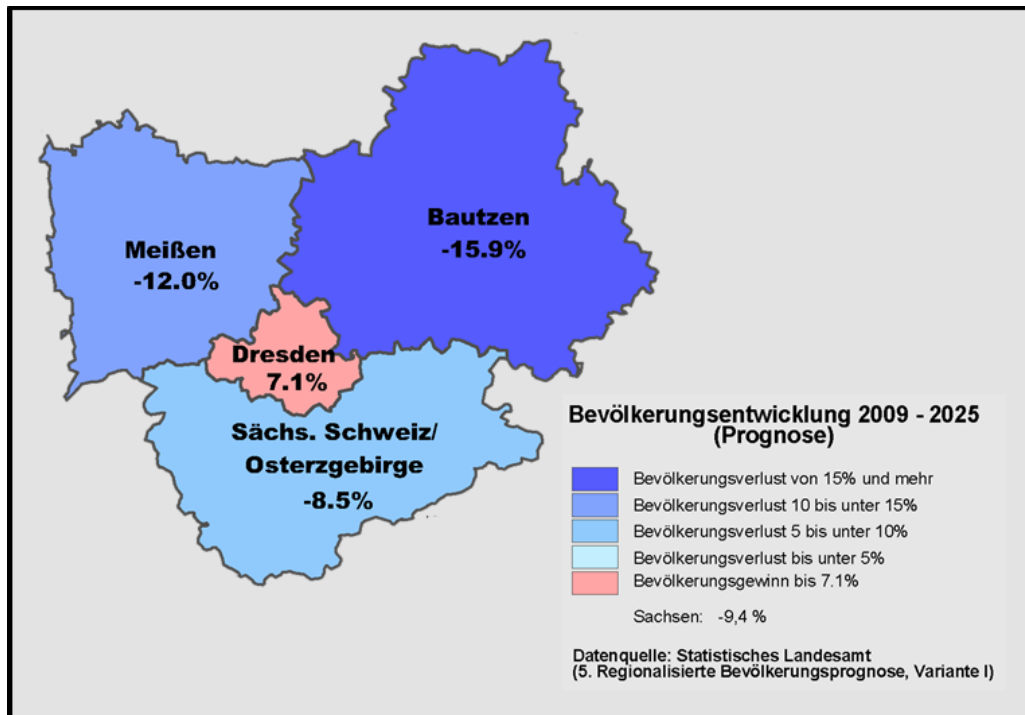 Bautzen
-15.9%
Meißen
-12.0%
Dresden
7.1%
Sächs. Schweiz/
Osterzgebirge
-8.5%
Bevölkerungsentwicklung 2009 - 2025
(Prognose)
Bevölkerungsverlust von 15% und mehr
Bevölkerungsverlust 10 bis unter 15%
Bevölkerungsverlust 5 bis unter 10%
Bevölkerungsverlust bis unter 5%
Bevölkerungsgewinn bis 7.1%
Sachsen: -9,4 %
Datenquelle: Statistisches Landesamt
(5. Regionalisierte Bevölkerungsprognose, Variante I)